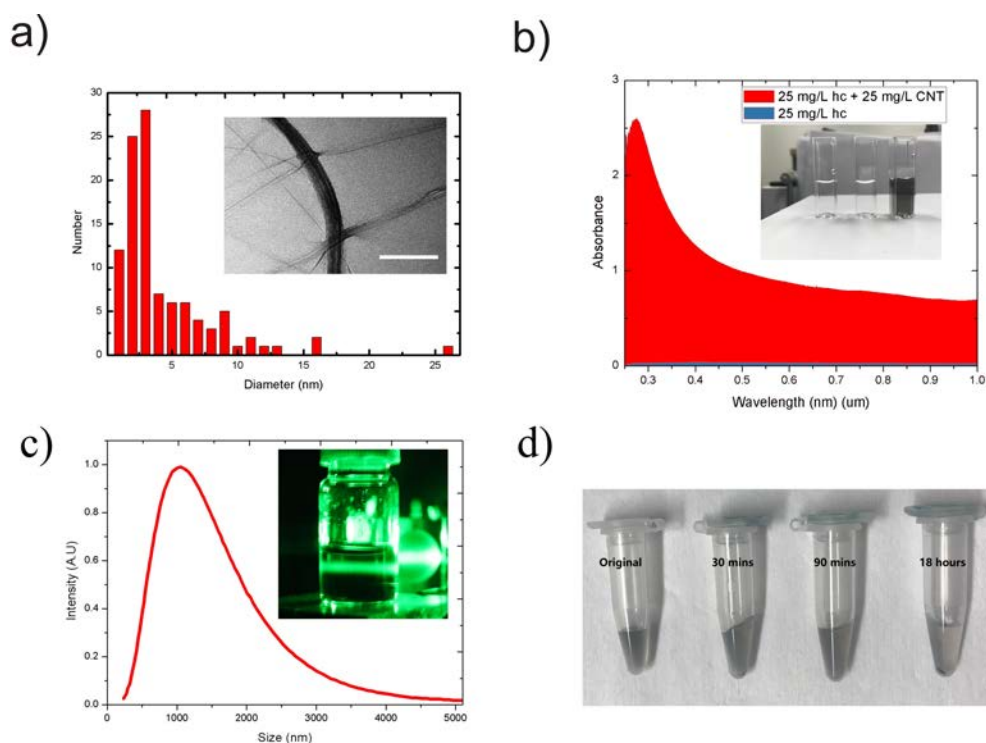 a)
30
25
20
15
10
5
0
Number
5
10
15
20
25
Diameter (nm)
b)
3
2
1
0
Absorbance
25 mg/L hc + 25 mg/L CNT
25 mg/L hc
0.3
0.4
0.5
0.6
0.7
0.8
0.9
1.0
Wavelength (nm) (um)
c)
1.0
0.8
0.6
0.4
0.2
0.0
Intensity (A.U)
0
1000
2000
3000
4000
5000
Size (nm)
d)
Original
30 mins
90 mins
18 hours